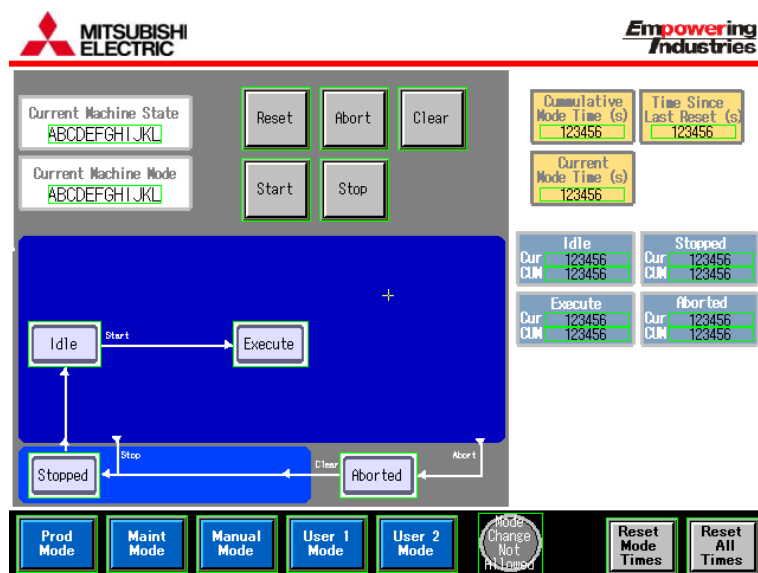 MITSUBISHI
ELECTRIC
Empowering
Industries
Current Machine State
ABCDEFGHIJKL
Current Machine Mode
ABCDEFGHIJKL
Reset
Abort
Clear
Start
Stop
Cummulative
Mode Time (s)
123456
Time Since
Last Reset (s)
123456
Current
Mode Time (s)
123456
Idle
Cur 123456
CUM 123456
Stopped
Cur 123456
CUM 123456
Execute
Cur 123456
CUM 123456
Aborted
Cur 123456
CUM 123456
Idle
Start
Execute
Stopped
Stop
Clear
Aborted
Abort
Prod
Mode
Maint
Mode
Manual
Mode
User 1
Mode
User 2
Mode
Mode
Change
Not
Allowed
Reset
Mode
Times
Reset
All
Times